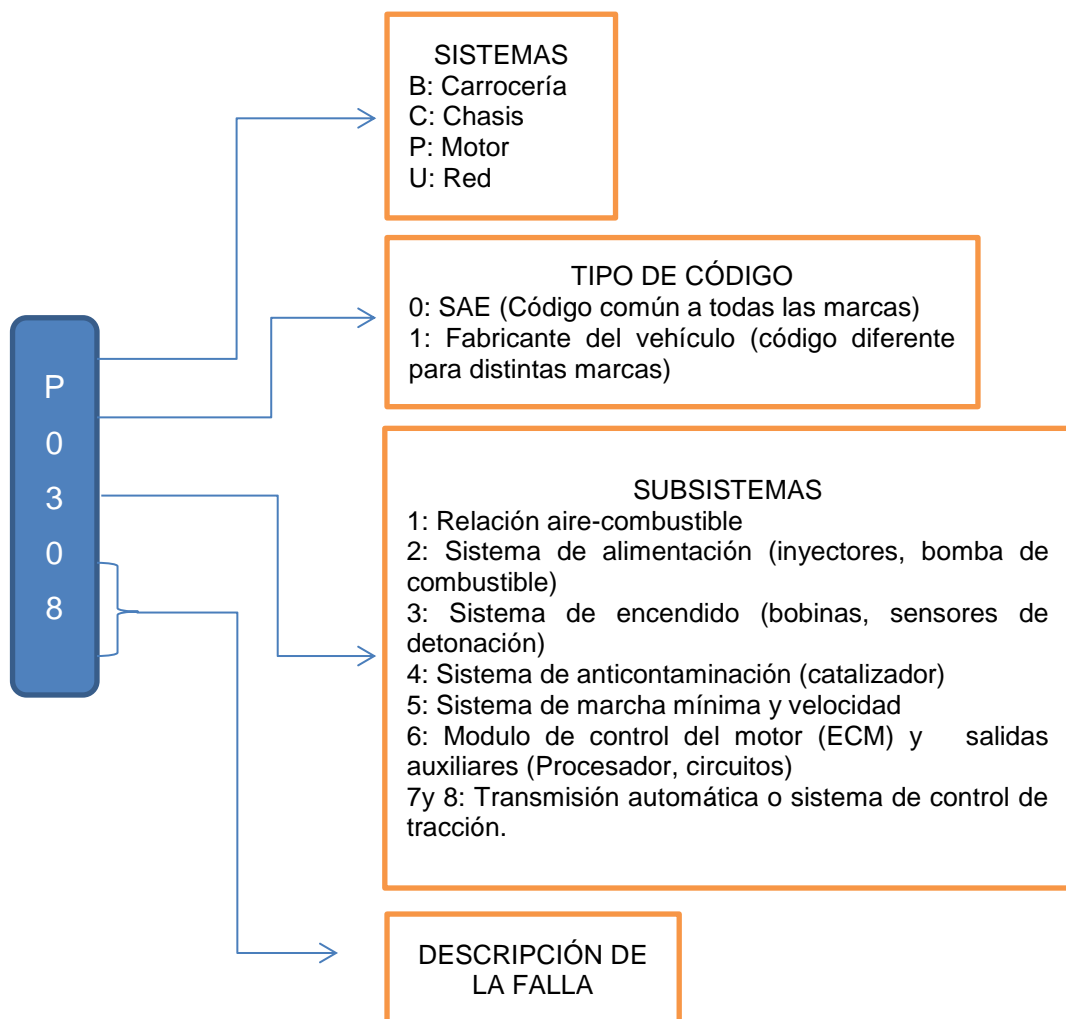 SISTEMAS
B: Carrocería
C: Chasis
P: Motor
U: Red
TIPO DE CÓDIGO
0: SAE (Código común a todas las marcas)
1: Fabricante del vehículo (código diferente
para distintas marcas)
P
0
3
0
8
SUBSISTEMAS
1: Relación aire-combustible
2: Sistema de alimentación (inyectores, bomba de
combustible)
3: Sistema de encendido (bobinas, sensores de
detonación)
4: Sistema de anticontaminación (catalizador)
5: Sistema de marcha mínima y velocidad
6: Modulo de control del motor (ECM) y salidas
auxiliares (Procesador, circuitos)
7y 8: Transmisión automática o sistema de control de
tracción.
DESCRIPCIÓN DE
LA FALLA